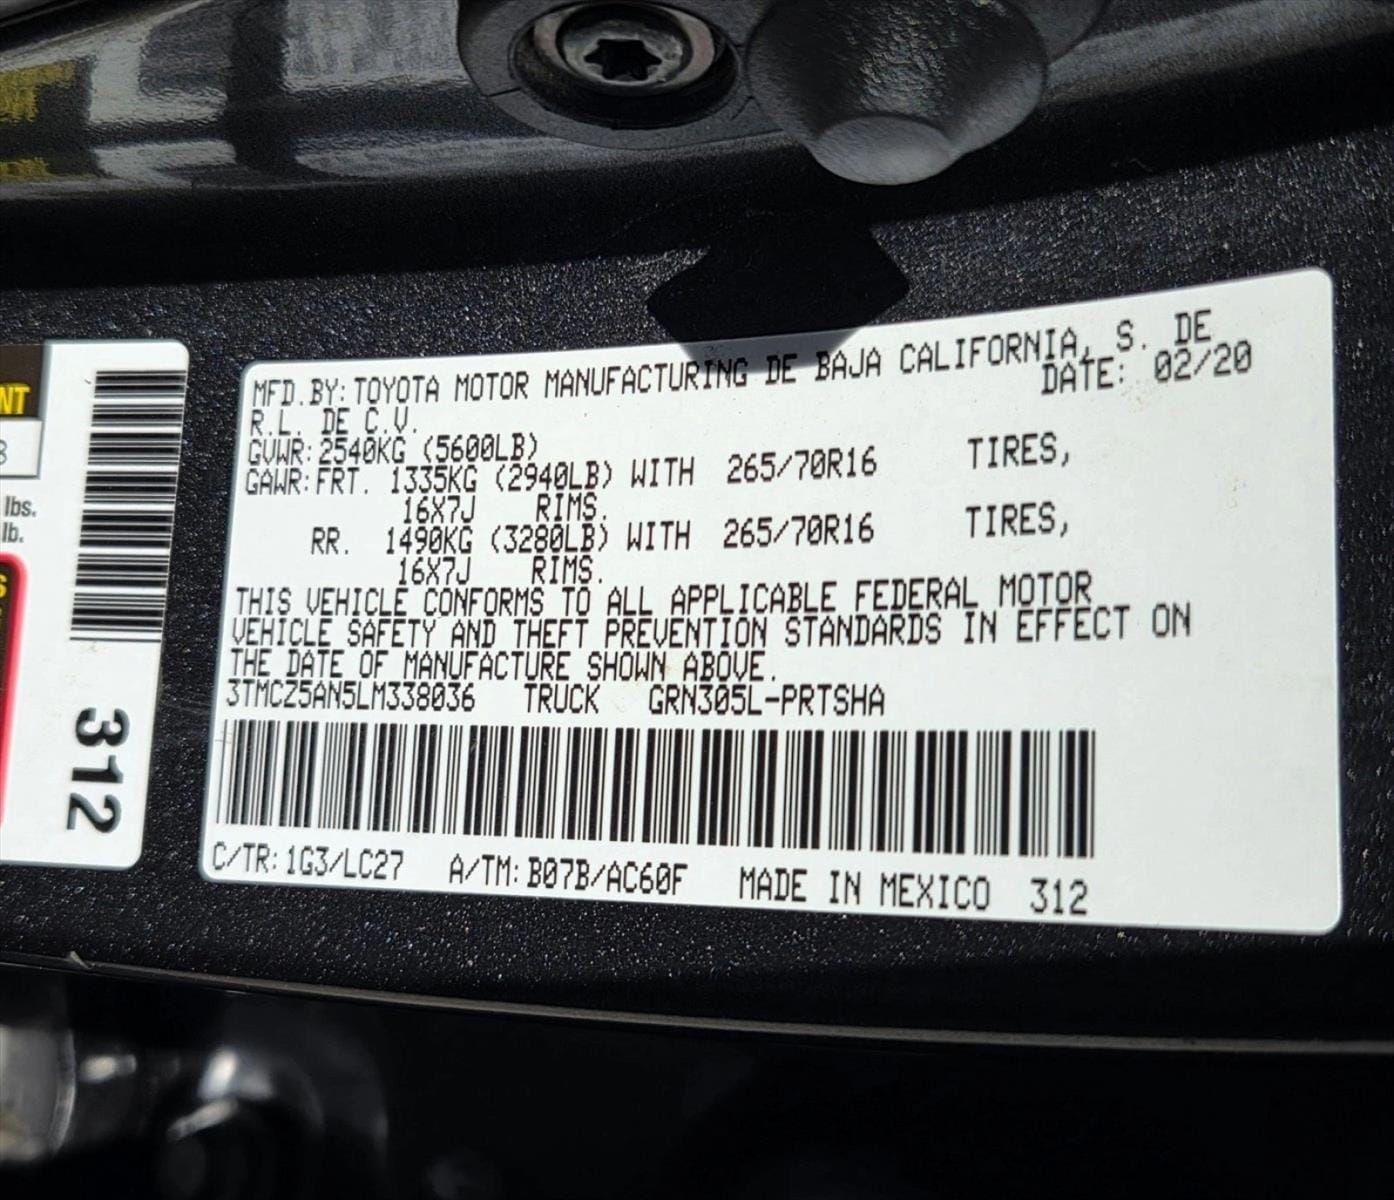 NT
lbs.
lb.
312
MFD.BY:TOYOTA MOTOR MANUFACTURING DE BAJA CALIFORNIA, S. DE
R.L. DE C.V. DATE: 02/20
GVWR:2540KG (5600LB)
GAWR:FRT. 1335KG (2940LB) WITH 265/70R16 TIRES,
16X7J RIMS.
RR. 1490KG (3280LB) WITH 265/70R16 TIRES,
16X7J RIMS.
THIS VEHICLE CONFORMS TO ALL APPLICABLE FEDERAL MOTOR
VEHICLE SAFETY AND THEFT PREVENTION STANDARDS IN EFFECT ON
THE DATE OF MANUFACTURE SHOWN ABOVE.
3TMCZ5AN5LM338036 TRUCK GRN305L-PRTSHA
C/TR:1G3/LC27 A/TM:B07B/AC60F MADE IN MEXICO 312